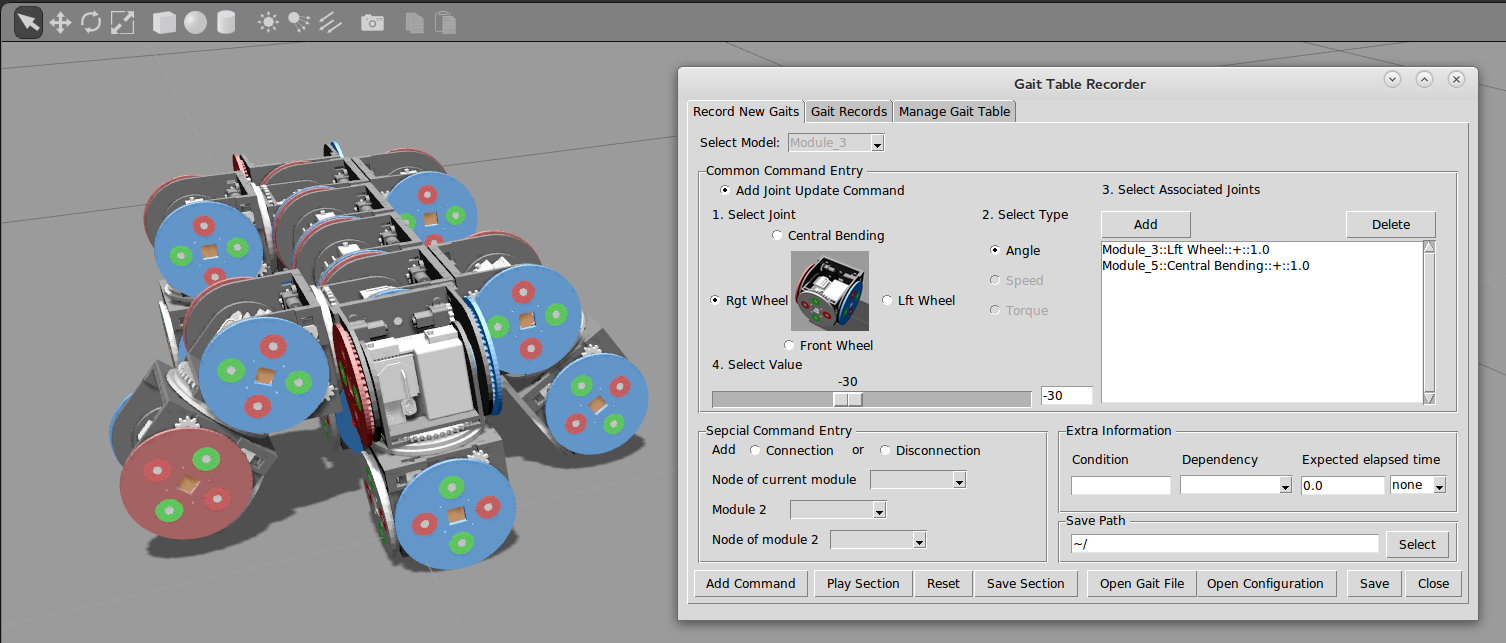 Gait Table Recorder
Record New Gaits Gait Records Manage Gait Table
Select Model: Module_3
Common Command Entry
Add Joint Update Command
3. Select Associated Joints
1. Select Joint
2. Select Type
Add Delete
Central Bending
Angle
Module_3::Lft Wheel::+::1.0
Module_5::Central Bending::+::1.0
Speed
Rgt Wheel Lft Wheel
Torque
Front Wheel
4. Select Value
-30
-30
Sepcial Command Entry
Add Connection or Disconnection
Node of current module
Module 2
Node of module 2
Extra Information
Condition Dependency Expected elapsed time
0.0 none
Save Path
~/ Select
Add Command Play Section Reset Save Section Open Gait File Open Configuration Save Close